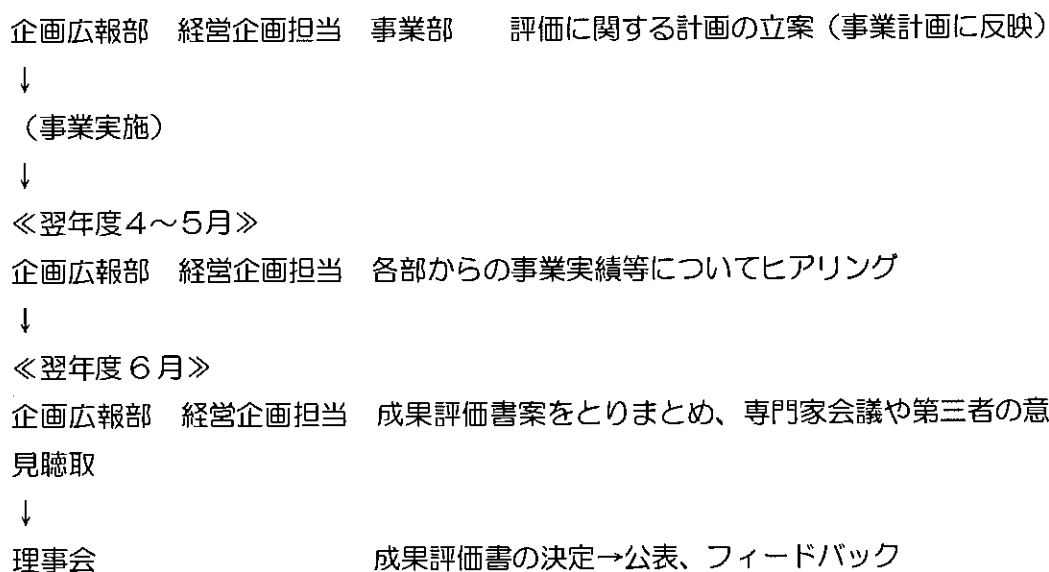 企画広報部　経営企画担当　事業部　　評価に関する計画の立案（事業計画に反映）
↓
（事業実施）
↓
≪翌年度４～５月≫
企画広報部　経営企画担当　各部からの事業実績等についてヒアリング
↓
≪翌年度６月≫
企画広報部　経営企画担当　成果評価書案をとりまとめ、専門家会議や第三者の意
見聴取
↓
理事会　　　　　　　　　　成果評価書の決定→公表、フィードバック